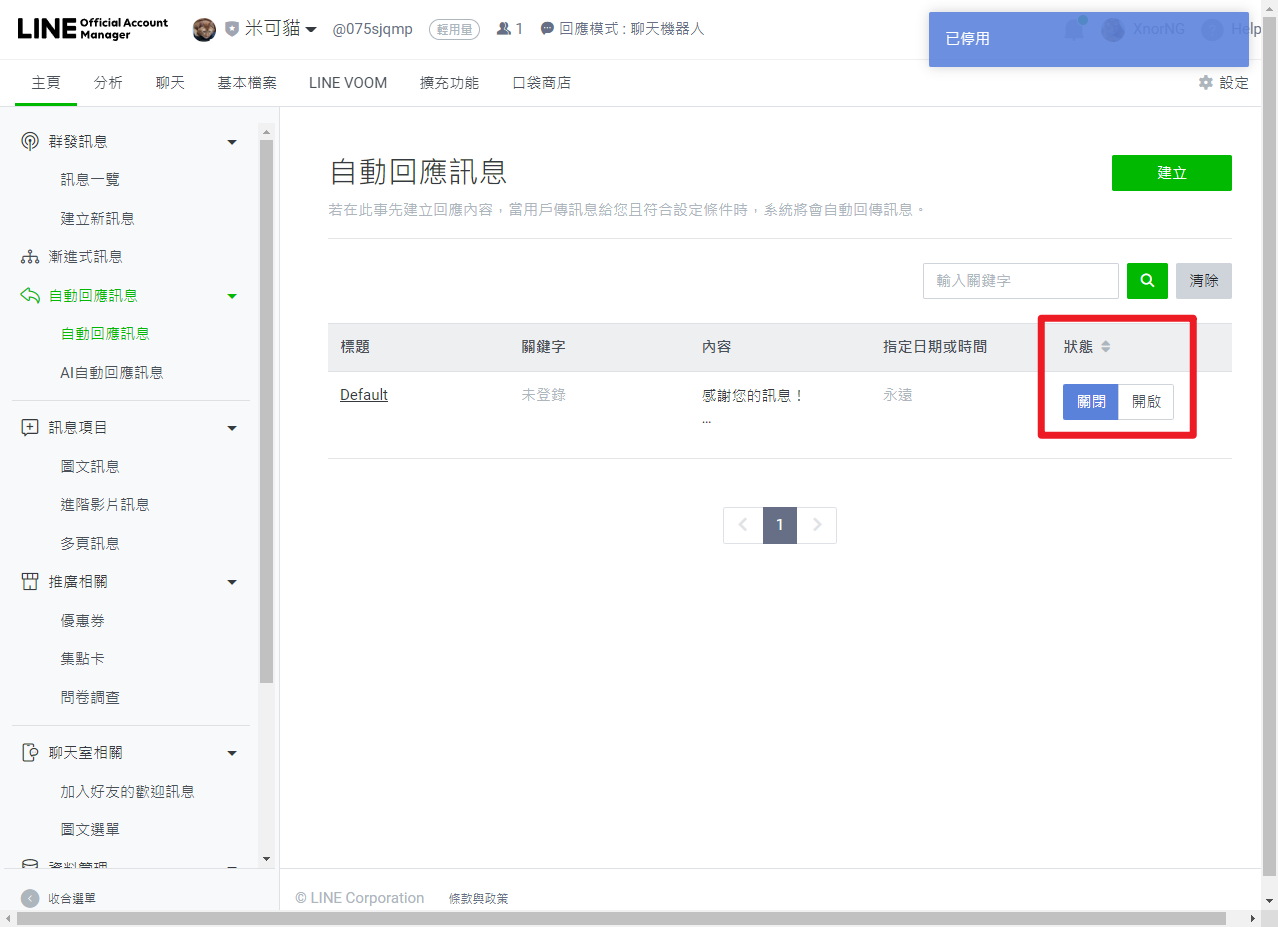 LINE Official Account Manager
米可貓
@075sjqmp
輕用量
1
回應模式 : 聊天機器人
已停用
XnorNG
Help
主頁
分析
聊天
基本檔案
LINE VOOM
擴充功能
口袋商店
設定
群發訊息
訊息一覽
建立新訊息
漸進式訊息
自動回應訊息
自動回應訊息
AI自動回應訊息
訊息項目
圖文訊息
進階影片訊息
多頁訊息
推廣相關
優惠券
集點卡
問卷調查
聊天室相關
加入好友的歡迎訊息
圖文選單
資料管理
收合選單
自動回應訊息
建立
若在此事先建立回應內容，當用戶傳訊息給您且符合設定條件時，系統將會自動回傳訊息。
輸入關鍵字
清除
標題
關鍵字
內容
指定日期或時間
狀態
Default
未登錄
感謝您的訊息！
...
永遠
關閉
開啟
1
© LINE Corporation
條款與政策